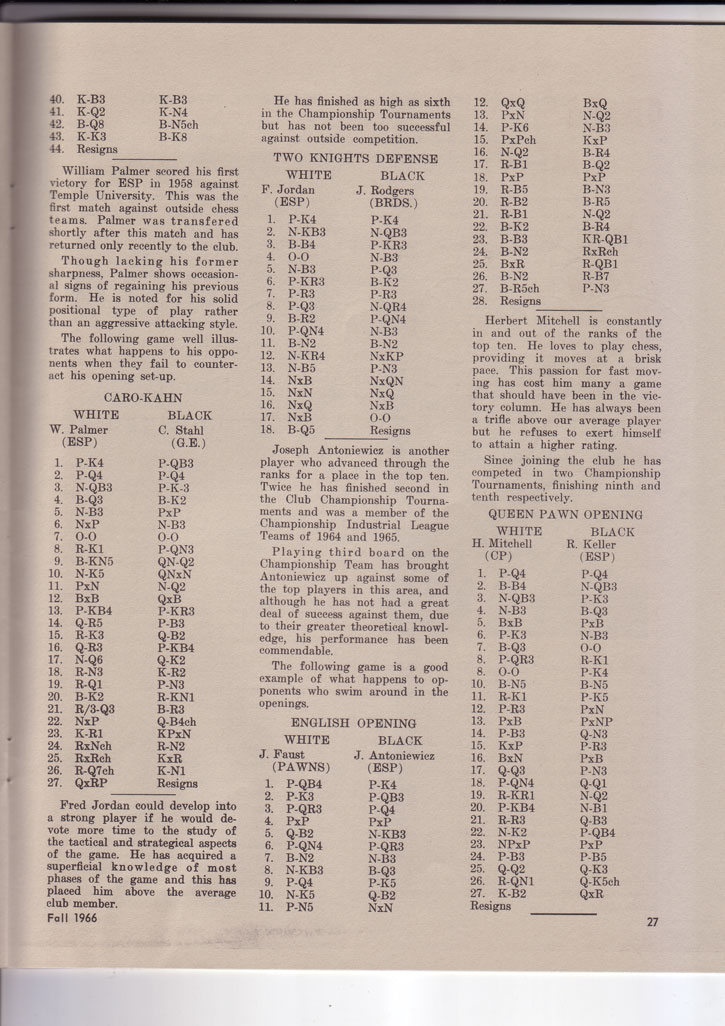 40. K-B3 K-B3
41. K-Q2 K-N4
42. B-Q8 B-N5ch
43. K-K3 B-K8
44. Resigns
William Palmer scored his first
victory for ESP in 1958 against
Temple University. This was the
first match against outside chess
teams. Palmer was transfered
shortly after this match and has
returned only recently to the club.
Though lacking his former
sharpness, Palmer shows occasion-
al signs of regaining his previous
form. He is noted for his solid
positional type of play rather
than an aggressive attacking style.
The following game well illus-
trates what happens to his oppo-
nents when they fail to counter-
act his opening set-up.
CARO-KAHN
WHITE BLACK
W. Palmer C. Stahl
(ESP) (G.E.)
1. P-K4 P-QB3
2. P-Q4 P-Q4
3. N-QB3 P-K-3
4. B-Q3 B-K2
5. N-B3 PxP
6. NxP N-B3
7. O-O O-O
8. R-K1 P-QN3
9. B-KN5 QN-Q2
10. N-K5 QNxN
11. PxN N-Q2
12. BxB QxB
13. P-KB4 P-KR3
14. Q-R5 P-B3
15. R-K3 Q-B2
16. Q-R3 P-KB4
17. N-Q6 Q-K2
18. R-N3 K-R2
19. R-Q1 P-N3
20. B-K2 R-KN1
21. R/3-Q3 B-R3
22. NxP Q-B4ch
23. K-R1 KPxN
24. RxNch R-N2
25. RxRch KxR
26. R-Q7ch K-N1
27. QxRP Resigns
Fred Jordan could develop into
a strong player if he would de-
vote more time to the study of
the tactical and strategical aspects
of the game. He has acquired a
superficial knowledge of most
phases of the game and this has
placed him above the average
club member.
He has finished as high as sixth
in the Championship Tournaments
but has not been too successful
against outside competition.
TWO KNIGHTS DEFENSE
WHITE BLACK
F. Jordan J. Rodgers
(ESP) (BRDS.)
1. P-K4 P-K4
2. N-KB3 N-QB3
3. B-B4 P-KR3
4. O-O N-B3
5. N-B3 P-Q3
6. P-KR3 B-K2
7. P-R3 P-R3
8. P-Q3 N-QR4
9. B-R2 P-QN4
10. P-QN4 N-B3
11. B-N2 B-N2
12. N-KR4 NxKP
13. N-B5 P-N3
14. NxB NxQN
15. NxN NxQ
16. NxQ NxB
17. NxB O-O
18. B-Q5 Resigns
Joseph Antoniewicz is another
player who advanced through the
ranks for a place in the top ten.
Twice he has finished second in
the Club Championship Tourna-
ments and was a member of the
Championship Industrial League
Teams of 1964 and 1965.
Playing third board on the
Championship Team has brought
Antoniewicz up against some of
the top players in this area, and
although he has not had a great
deal of success against them, due
to their greater theoretical knowl-
edge, his performance has been
commendable.
The following game is a good
example of what happens to op-
ponents who swim around in the
openings.
ENGLISH OPENING
WHITE BLACK
J. Faust J. Antoniewicz
(PAWNS) (ESP)
1. P-QB4 P-K4
2. P-K3 P-QB3
3. P-QR3 P-Q4
4. PxP PxP
5. Q-B2 N-KB3
6. P-QN4 P-QR3
7. B-N2 N-B3
8. N-KB3 B-Q3
9. P-Q4 P-K5
10. N-K5 Q-B2
11. P-N5 NxN
12. QxQ BxQ
13. PxN N-Q2
14. P-K6 N-B3
15. PxPch KxP
16. N-Q2 B-R4
17. R-B1 B-Q2
18. PxP PxP
19. R-B5 B-N3
20. R-B2 B-R5
21. R-B1 N-Q2
22. B-K2 B-R4
23. B-B3 KR-QB1
24. B-N2 RxRch
25. BxR R-QB1
26. B-N2 R-B7
27. B-R5ch P-N3
28. Resigns
Herbert Mitchell is constantly
in and out of the ranks of the
top ten. He loves to play chess,
providing it moves at a brisk
pace. This passion for fast mov-
ing has cost him many a game
that should have been in the vic-
tory column. He has always been
a trifle above our average player
but he refuses to exert himself
to attain a higher rating.
Since joining the club he has
competed in two Championship
Tournaments, finishing ninth and
tenth respectively.
QUEEN PAWN OPENING
WHITE BLACK
H. Mitchell R. Keller
(CP) (ESP)
1. P-Q4 P-Q4
2. B-B4 N-QB3
3. N-QB3 P-K3
4. N-B3 B-Q3
5. BxB PxB
6. P-K3 N-B3
7. B-Q3 O-O
8. P-QR3 R-K1
8. O-O P-K4
10. B-N5 B-N5
11. R-K1 P-K5
12. P-R3 PxN
13. PxB PxNP
14. P-B3 Q-N3
15. KxP P-R3
16. BxN PxB
17. Q-Q3 P-N3
18. P-QN4 Q-Q1
19. R-KR1 N-Q2
20. P-KB4 N-B1
21. R-R3 Q-B3
22. N-K2 P-QB4
23. NPxP PxP
24. P-B3 P-B5
25. Q-Q2 Q-K3
26. R-QN1 Q-K5ch
27. K-B2 QxR
Resigns
Fall 1966
27